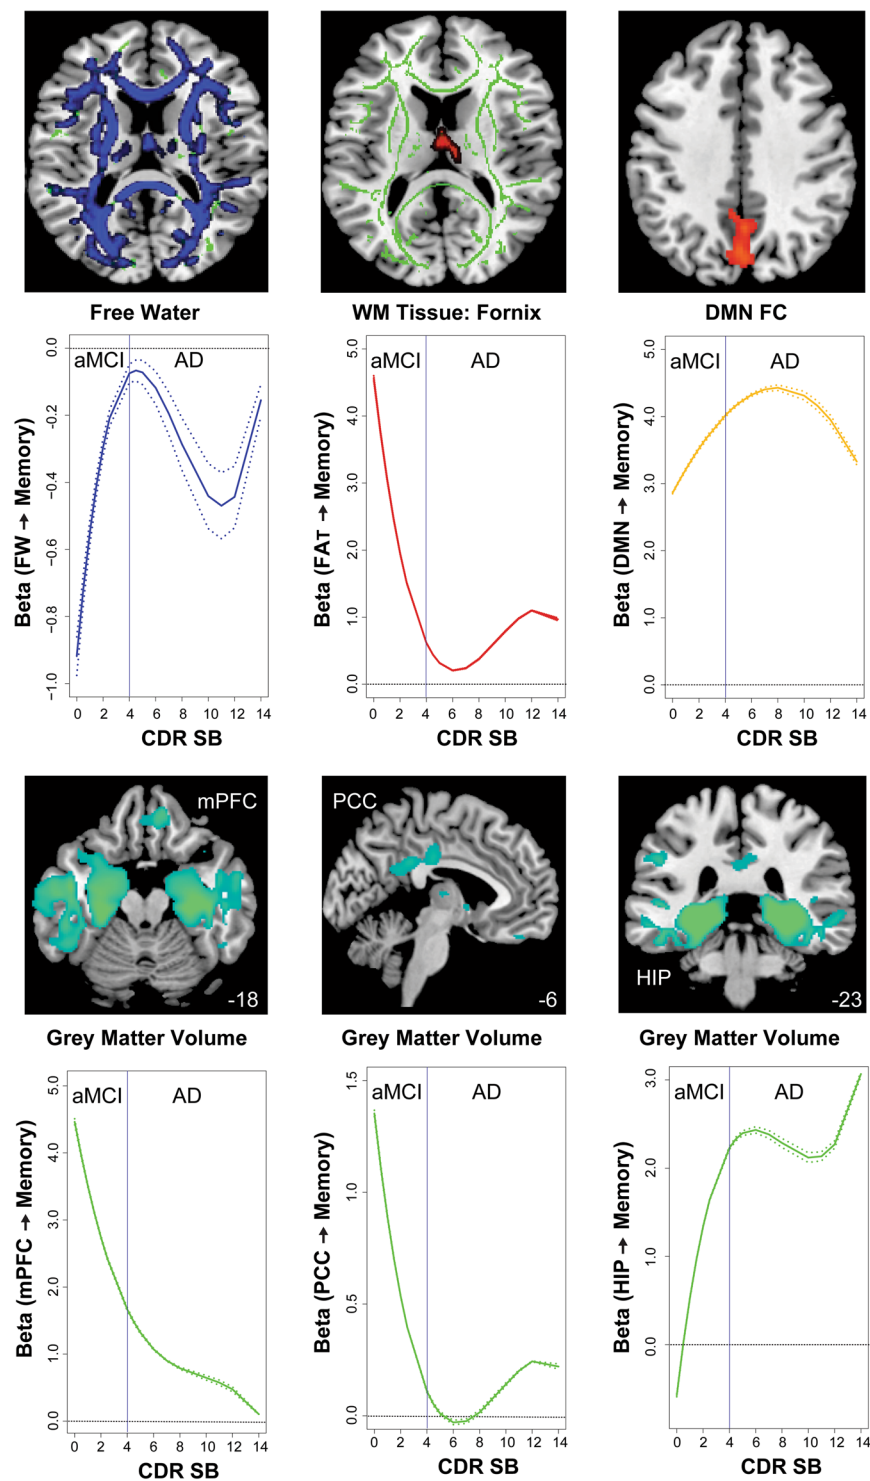 Free Water
WM Tissue: Fornix
DMN FC
Beta (FW → Memory)
0.0
−0.2
−0.4
−0.6
−0.8
−1.0
aMCI
AD
0 2 4 6 8 10 12 14
CDR SB
Beta (FAT → Memory)
5.0
4.0
3.0
2.0
1.0
0.0
aMCI
AD
0 2 4 6 8 10 12 14
CDR SB
Beta (DMN → Memory)
5.0
4.0
3.0
2.0
1.0
0.0
aMCI
AD
0 2 4 6 8 10 12 14
CDR SB
mPFC
-18
PCC
-6
HIP
-23
Grey Matter Volume
Grey Matter Volume
Grey Matter Volume
Beta (mPFC → Memory)
5.0
4.0
3.0
2.0
1.0
0.0
aMCI
AD
0 2 4 6 8 10 12 14
CDR SB
Beta (PCC → Memory)
1.5
1.0
0.5
0.0
aMCI
AD
0 2 4 6 8 10 12 14
CDR SB
Beta (HIP → Memory)
3.0
2.0
1.0
0.0
aMCI
AD
0 2 4 6 8 10 12 14
CDR SB